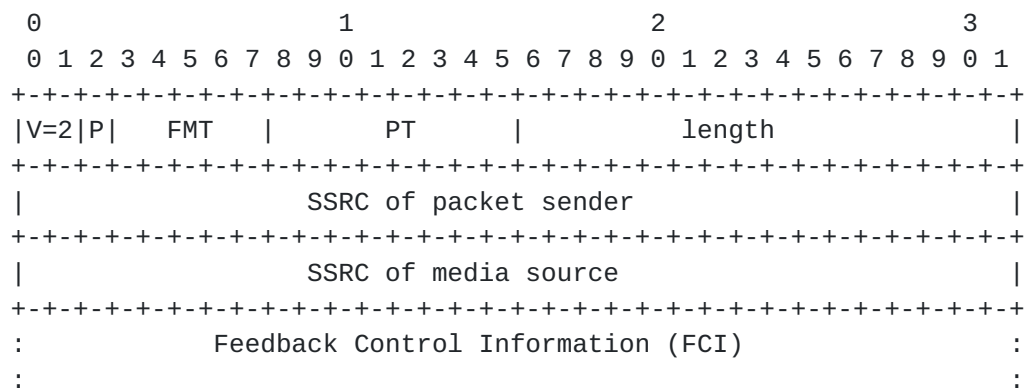 0                   1                   2                   3
 0 1 2 3 4 5 6 7 8 9 0 1 2 3 4 5 6 7 8 9 0 1 2 3 4 5 6 7 8 9 0 1
+-+-+-+-+-+-+-+-+-+-+-+-+-+-+-+-+-+-+-+-+-+-+-+-+-+-+-+-+-+-+-+-+
|V=2|P|   FMT   |       PT      |          length               |
+-+-+-+-+-+-+-+-+-+-+-+-+-+-+-+-+-+-+-+-+-+-+-+-+-+-+-+-+-+-+-+-+
|                  SSRC of packet sender                        |
+-+-+-+-+-+-+-+-+-+-+-+-+-+-+-+-+-+-+-+-+-+-+-+-+-+-+-+-+-+-+-+-+
|                  SSRC of media source                         |
+-+-+-+-+-+-+-+-+-+-+-+-+-+-+-+-+-+-+-+-+-+-+-+-+-+-+-+-+-+-+-+-+
:            Feedback Control Information (FCI)                 :
:                                                               :